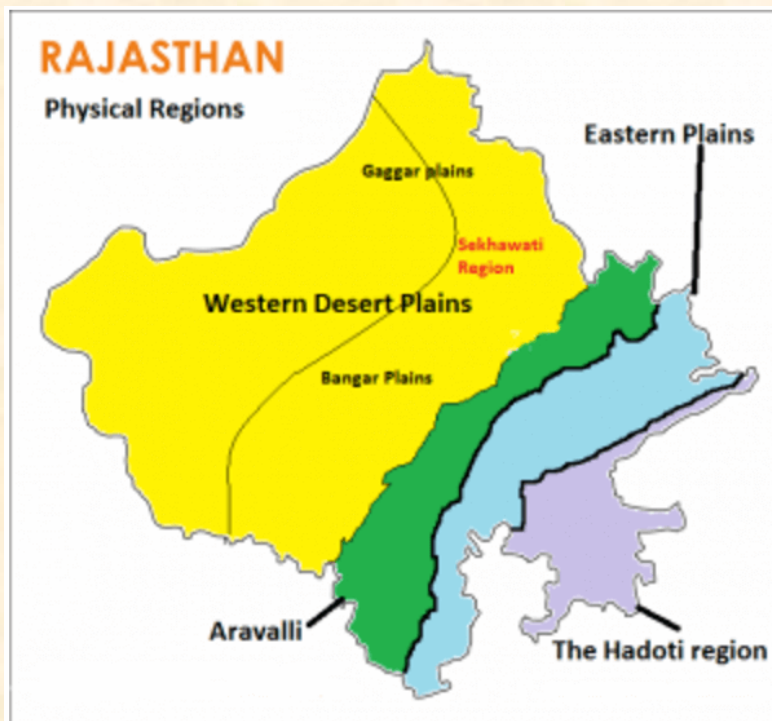 RAJASTHAN
Physical Regions
Eastern Plains
Gaggar plains
Sekhawati
Region
Western Desert Plains
Bangar Plains
Aravalli
The Hadoti region